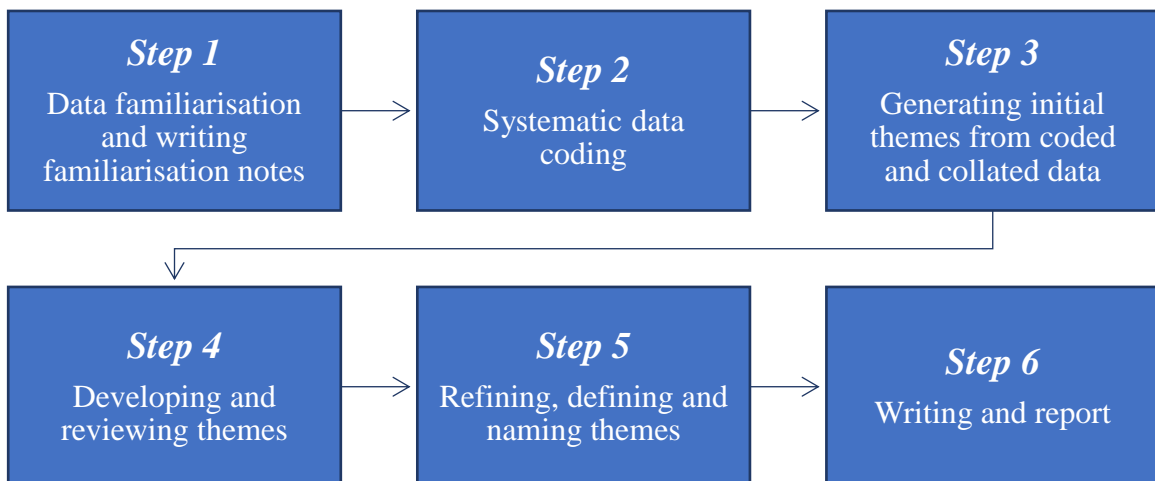 Step 1
Data familiarisation
and writing
familiarisation notes
Step 2
Systematic data
coding
Step 3
Generating initial
themes from coded
and collated data
Step 4
Developing and
reviewing themes
Step 5
Refining, defining and
naming themes
Step 6
Writing and report